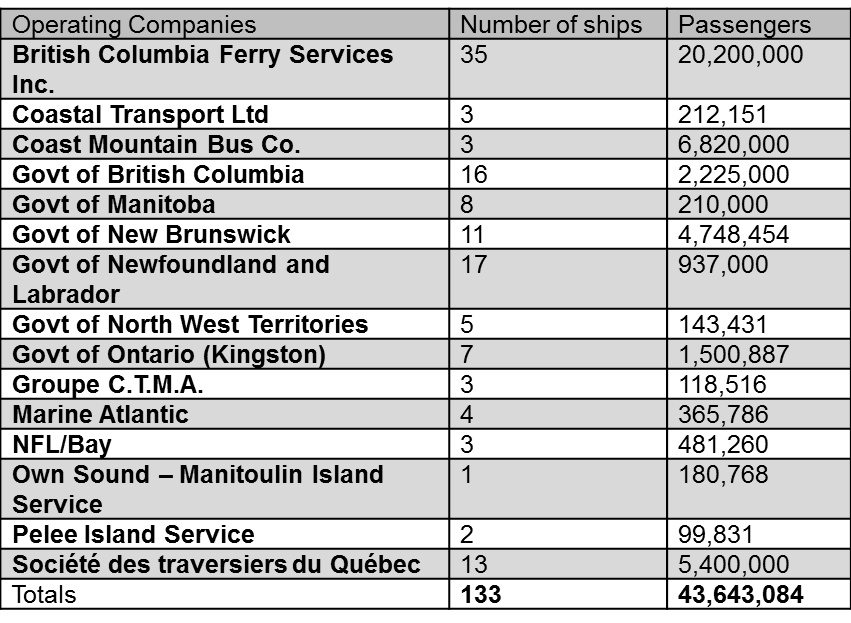 Operating Companies Number of ships Passengers
British Columbia Ferry Services 35 20,200,000
Inc.
Coastal Transport Ltd 3 212,151
Coast Mountain Bus Co. 3 6,820,000
Govt of British Columbia 16 2,225,000
Govt of Manitoba 8 210,000
Govt of New Brunswick 11 4,748,454
Govt of Newfoundland and 17 937,000
Labrador
Govt of North West Territories 5 143,431
Govt of Ontario (Kingston) 7 1,500,887
Groupe C.T.M.A. 3 118,516
Marine Atlantic 4 365,786
NFL/Bay 3 481,260
Own Sound – Manitoulin Island 1 180,768
Service
Pelee Island Service 2 99,831
Société des traversiers du Québec 13 5,400,000
Totals 133 43,643,084